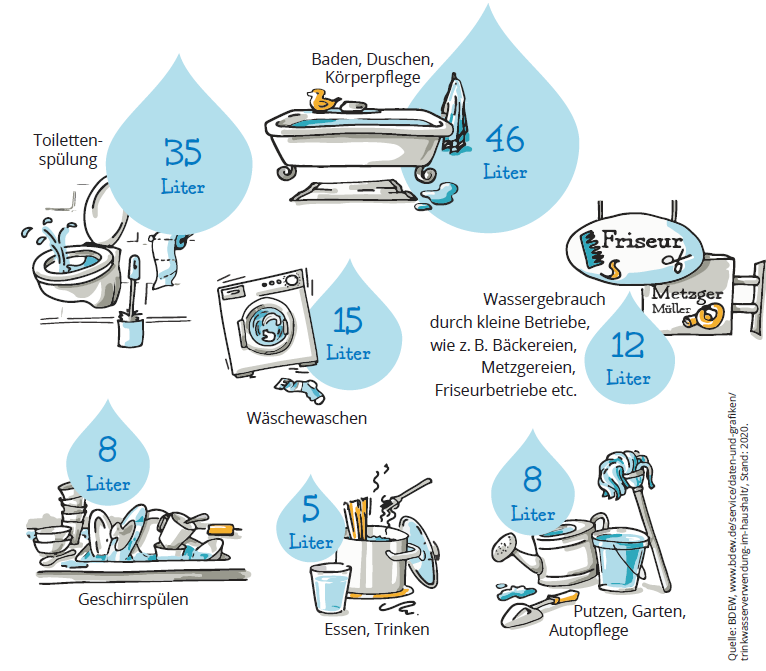 Baden, Duschen,
Körperpflege
46
Liter
Toiletten-
spülung
35
Liter
Friseur
Metzger
Müller
Wassergebrauch
durch kleine Betriebe,
wie z. B. Bäckereien,
Metzgereien,
Friseurbetriebe etc.
12
Liter
15
Liter
Wäschewaschen
8
Liter
Geschirrspülen
5
Liter
Essen, Trinken
8
Liter
Putzen, Garten,
Autopflege
Quelle: BDEW, www.bdew.de/service/daten-und-grafiken/
trinkwasserverwendung-im-haushalt/, Stand: 2020.